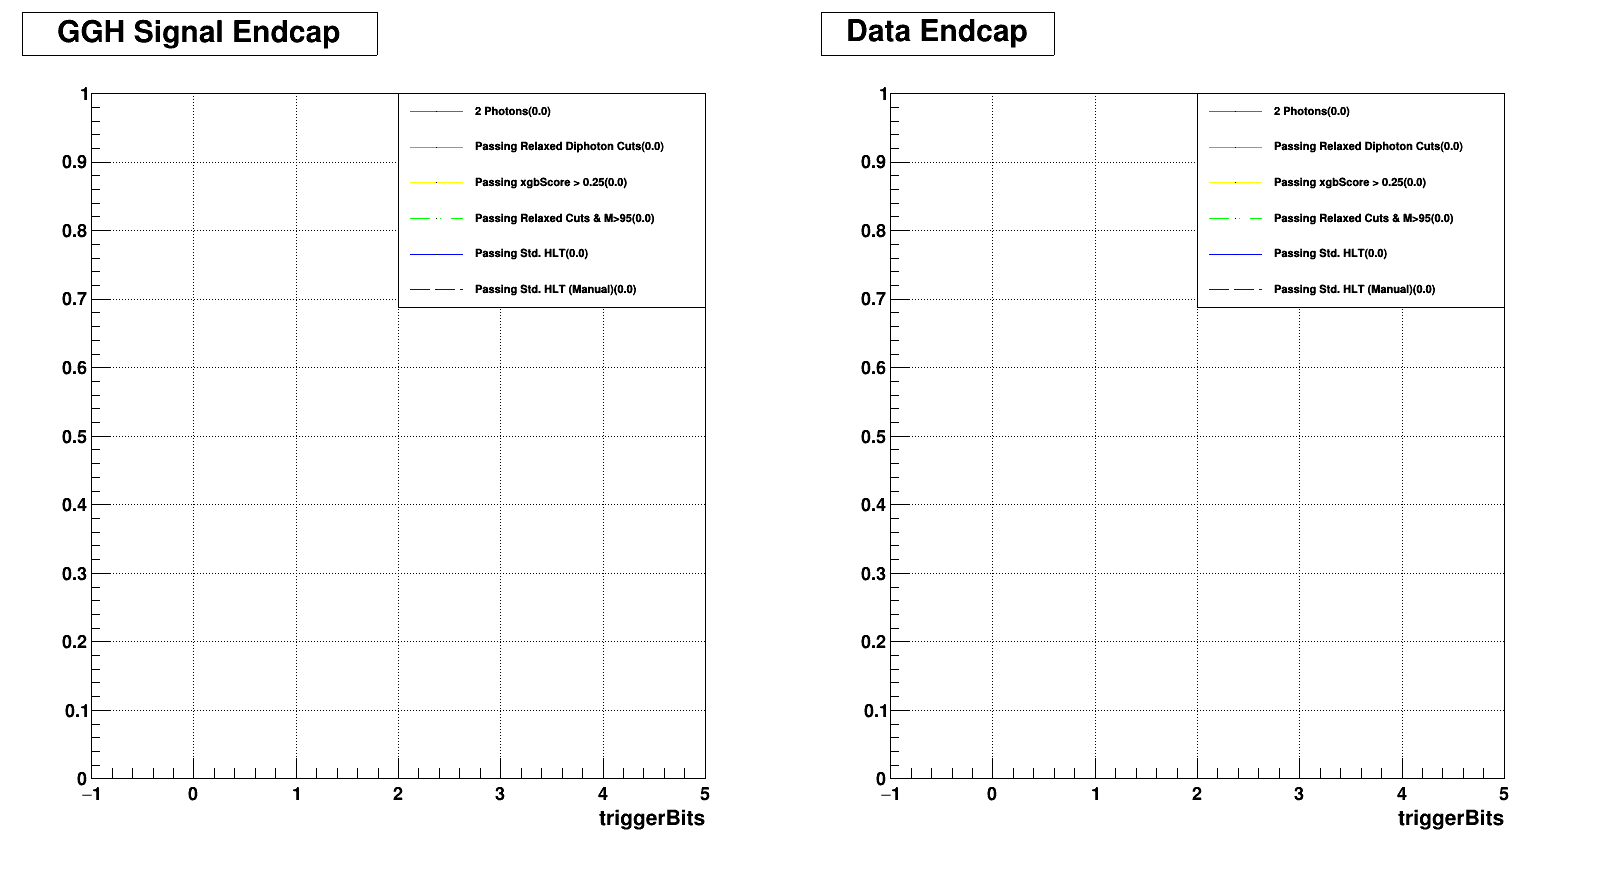 GGH Signal Endcap
1
0.9
0.8
0.7
0.6
0.5
0.4
0.3
0.2
0.1
0
2 Photons(0.0)
Passing Relaxed Diphoton Cuts(0.0)
Passing xgbScore > 0.25(0.0)
Passing Relaxed Cuts & M>95(0.0)
Passing Std. HLT(0.0)
Passing Std. HLT (Manual)(0.0)
−1 0 1 2 3 4 5
triggerBits
Data Endcap
1
0.9
0.8
0.7
0.6
0.5
0.4
0.3
0.2
0.1
0
2 Photons(0.0)
Passing Relaxed Diphoton Cuts(0.0)
Passing xgbScore > 0.25(0.0)
Passing Relaxed Cuts & M>95(0.0)
Passing Std. HLT(0.0)
Passing Std. HLT (Manual)(0.0)
−1 0 1 2 3 4 5
triggerBits